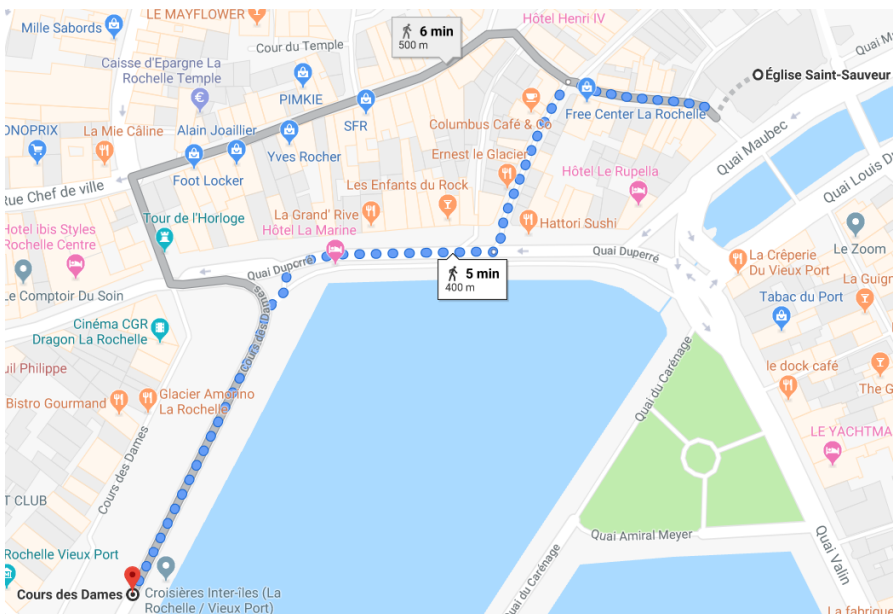 LE MAYFLOWER
Mille Sabords
Hôtel Henri IV
6 min
500 m
Cour du Temple
Quai Ma
Caisse d'Epargne La
Rochelle Temple
Église Saint-Sauveur
PIMKIE
SFR
Columbus Café & Co
Free Center La Rochelle
ONOPRIX
La Mie Câline
Alain Joaillier
Yves Rocher
Ernest le Glacier
Quai Maubec
Foot Locker
Hôtel Le Rupella
Quai Louis Du
Rue Chef de ville
Les Enfants du Rock
Tour de l'Horloge
La Grand' Rive
Hattori Sushi
Hôtel La Marine
Hotel ibis Styles
Rochelle Centre
Le Zoom
Quai Duperré
Quai Duperré
La Crêperie
Du Vieux Port
5 min
400 m
Le Comptoir Du Soin
La Guign
Tabac du Port
Cours des Dames
Cinéma CGR
Dragon La Rochelle
Quai du Carénage
uil Philippe
le dock café
The G
Bistro Gourmand
Glacier Amorino
La Rochelle
LE YACHTMA
Cours des Dames
T CLUB
Quai Amiral Meyer
Quai Valin
Rochelle Vieux Port
Quai du Carénage
Cours des Dames
Croisières Inter-îles (La
Rochelle / Vieux Port)
La fabrique